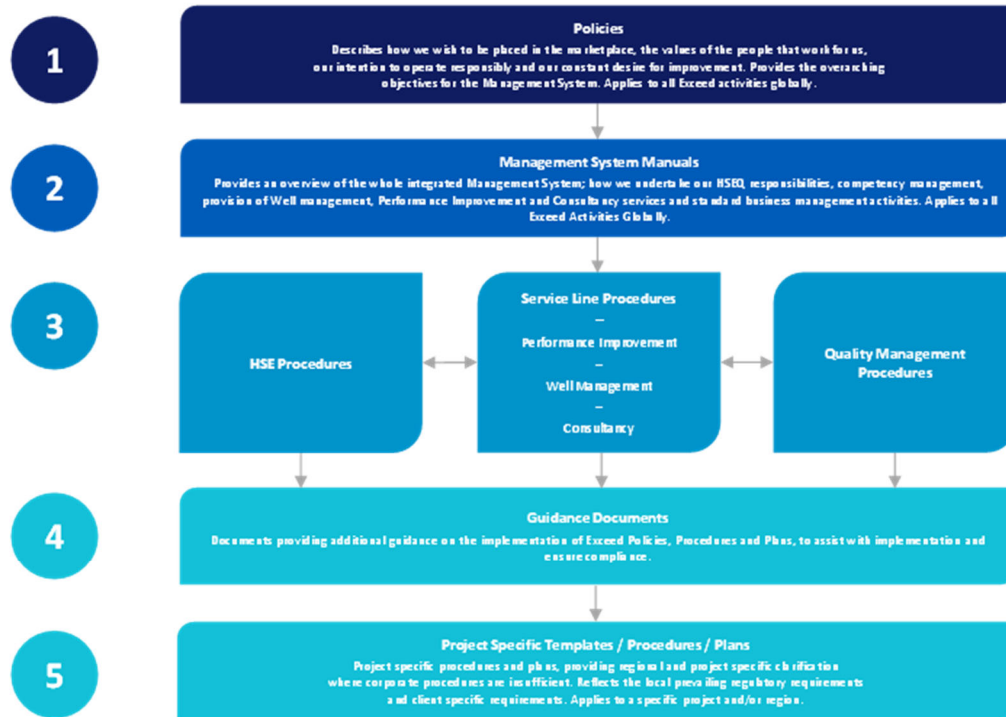 1
Policies
Describes how we wish to be placed in the marketplace, the values of the people that work for us,
our intention to operate responsibly and our constant desire for improvement. Provides the overarching
objectives for the Management System. Applies to all Exceed activities globally.
2
Management System Manuals
Provides an overview of the whole integrated Management System; how we undertake our HSEQ, responsibilities, competency management,
provision of Well management, Performance Improvement and Consultancy services and standard business management activities. Applies to all
Exceed Activities Globally.
3
HSE Procedures
Service Line Procedures
–
Performance Improvement
–
Well Management
–
Consultancy
Quality Management
Procedures
4
Guidance Documents
Documents providing additional guidance on the implementation of Exceed Policies, Procedures and Plans, to assist with implementation and
ensure compliance.
5
Project Specific Templates / Procedures / Plans
Project specific procedures and plans, providing regional and project specific clarification
where corporate procedures are insufficient. Reflects the local prevailing regulatory requirements
and client specific requirements. Applies to a specific project and/or region.